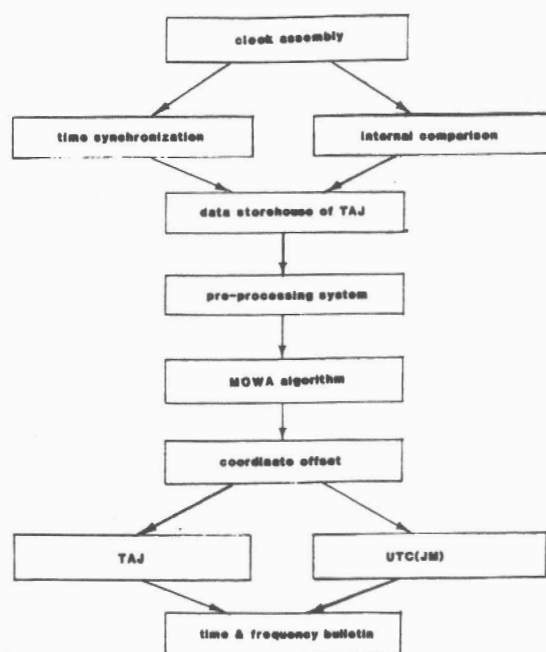 clock assembly
time synchronization
internal comparison
data storehouse of TAJ
pre-processing system
MOWA algorithm
coordinate offset
TAJ
UTC(JM)
time & frequency bulletin